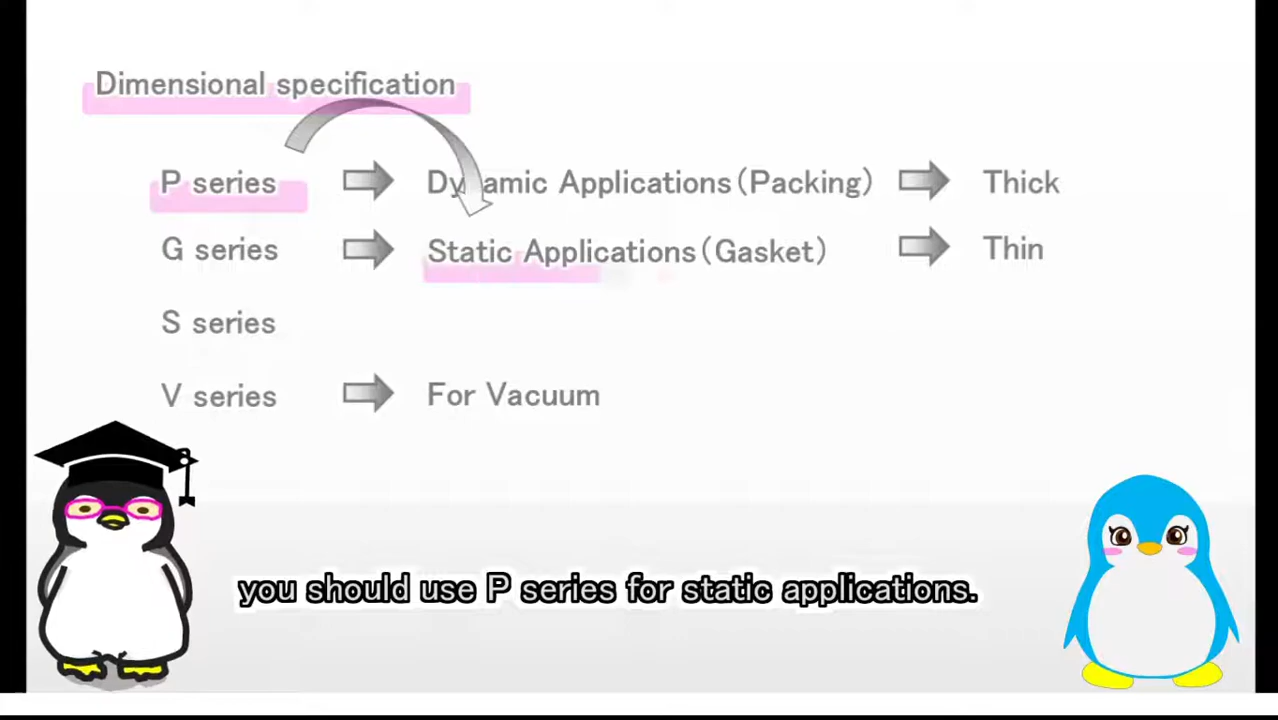 Dimensional specification
P series Dynamic Applications（Packing） Thick
G series Static Applications（Gasket） Thin
S series
V series For Vacuum
you should use P series for static applications.